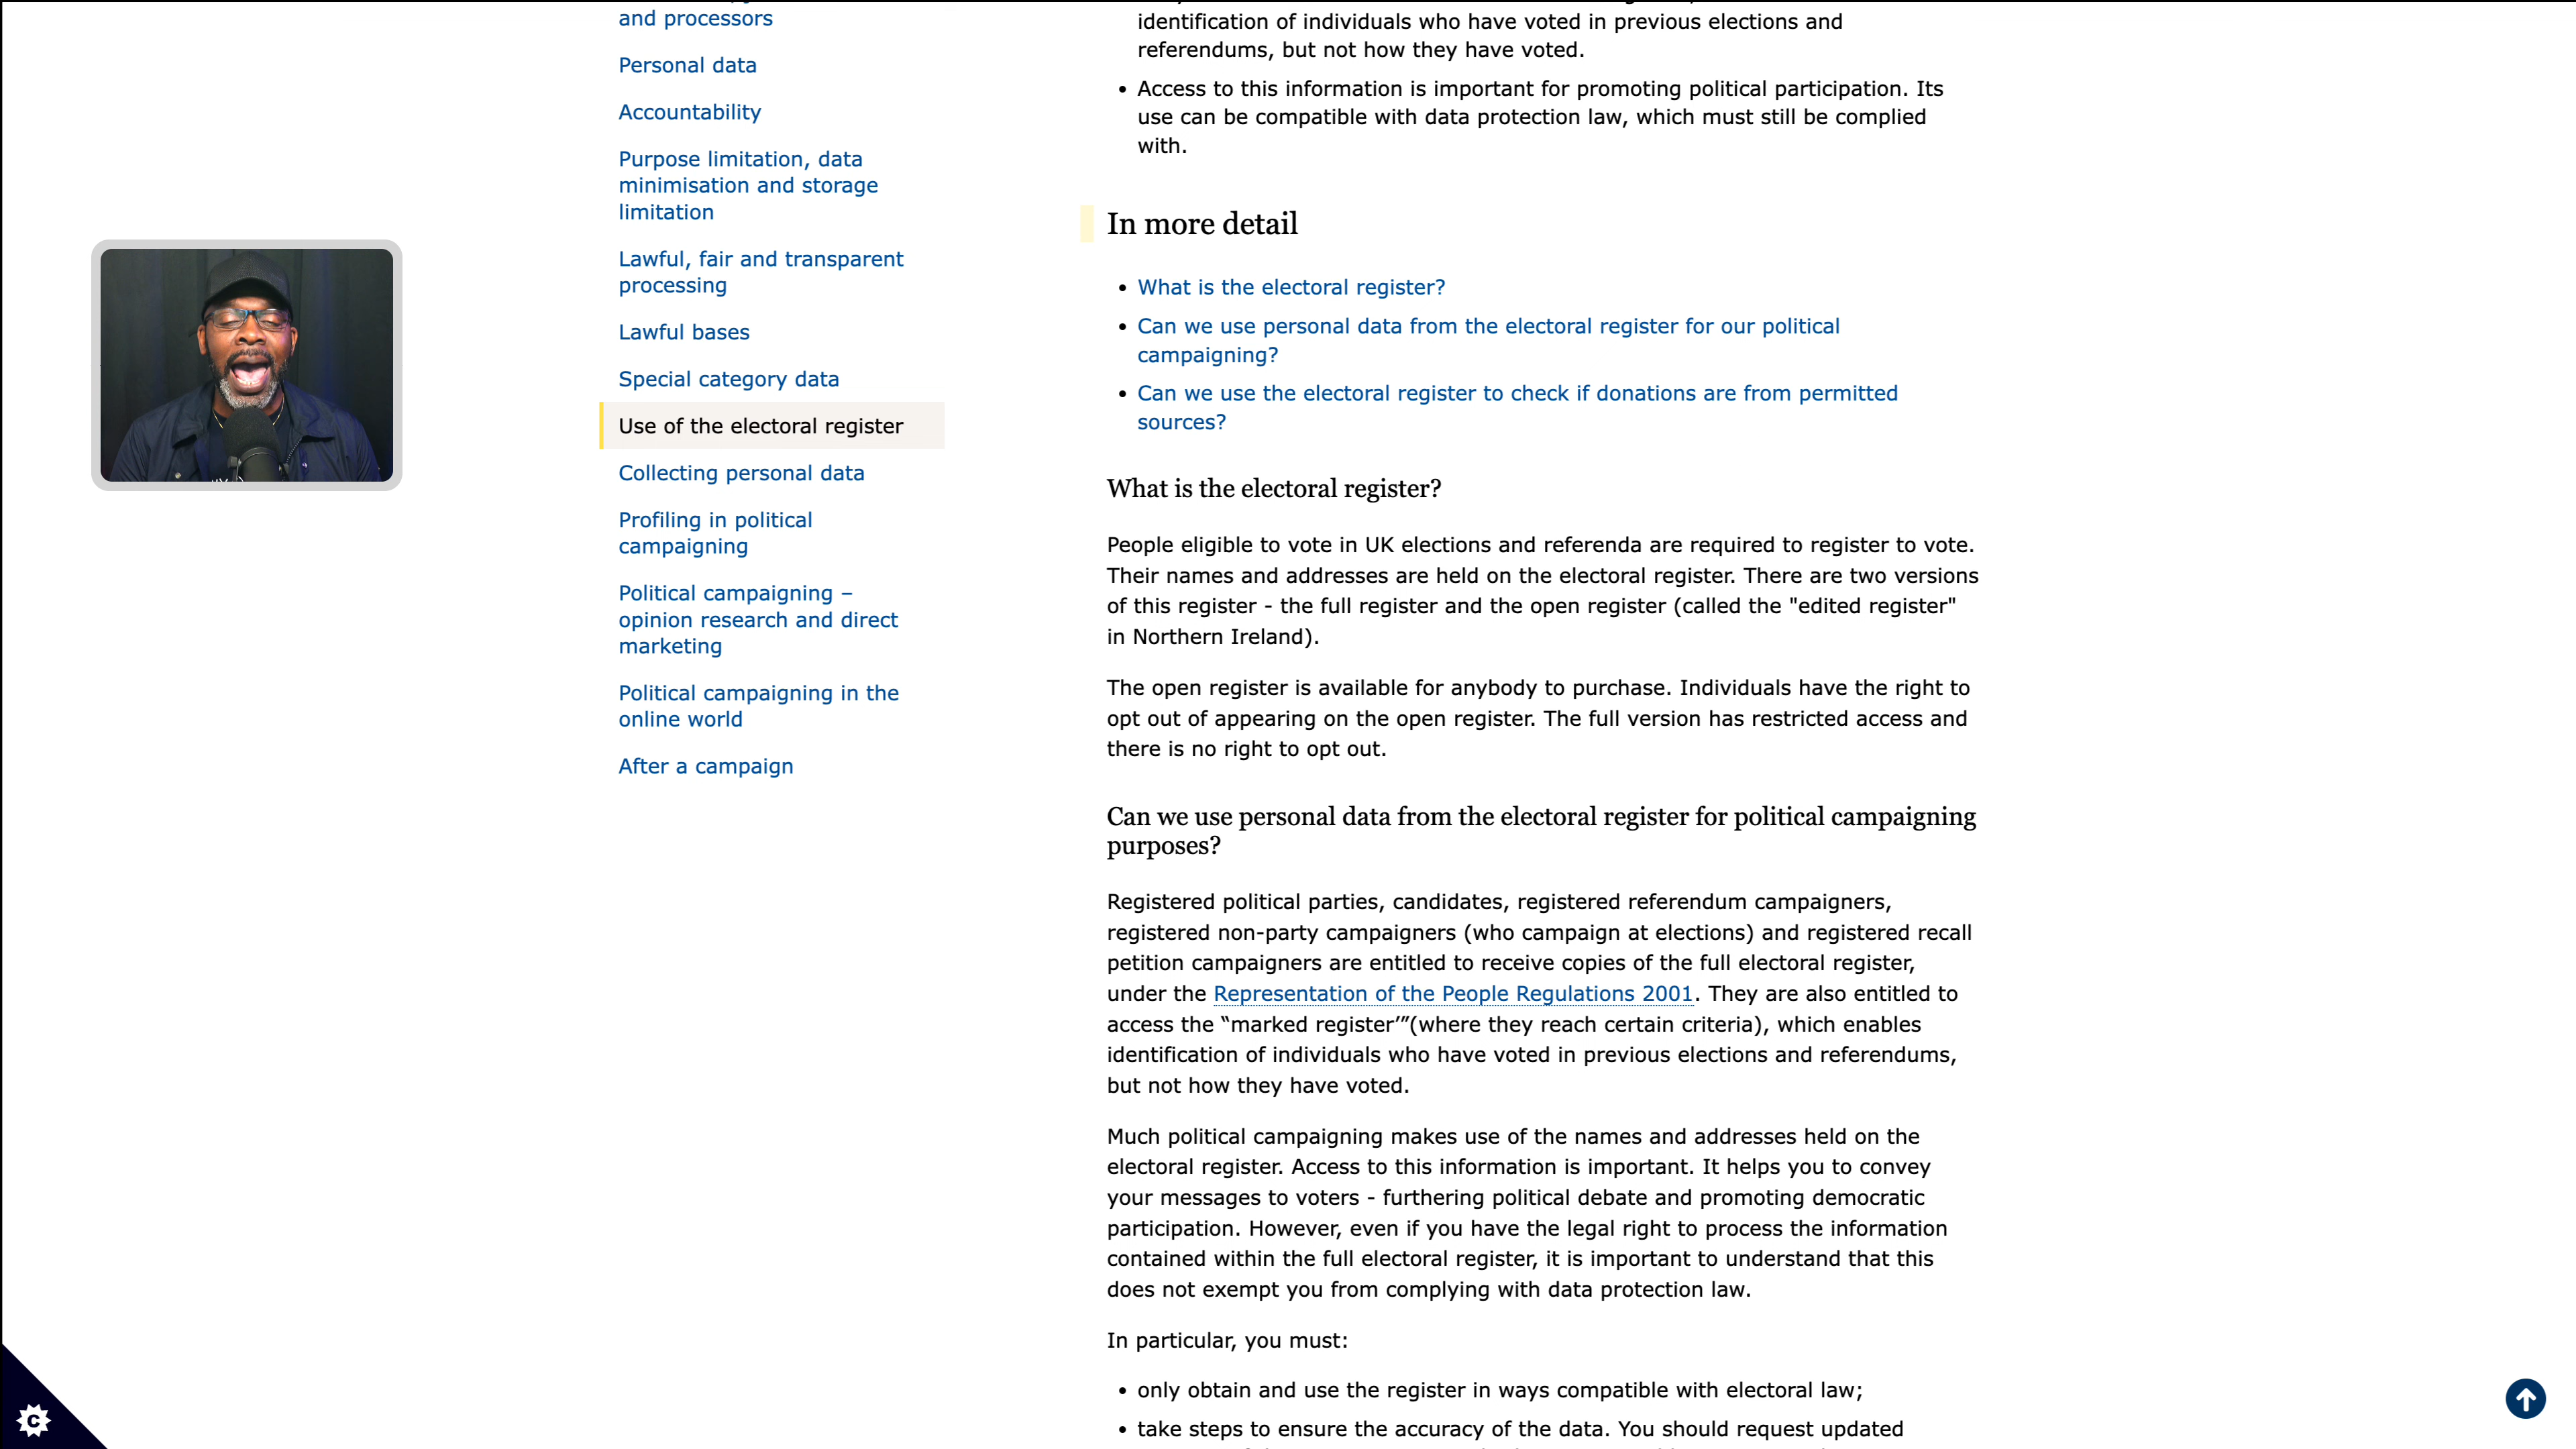 and processors
Personal data
Accountability
Purpose limitation, data
minimisation and storage
limitation
Lawful, fair and transparent
processing
Lawful bases
Special category data
Use of the electoral register
Collecting personal data
Profiling in political
campaigning
Political campaigning –
opinion research and direct
marketing
Political campaigning in the
online world
After a campaign
identification of individuals who have voted in previous elections and
referendums, but not how they have voted.
• Access to this information is important for promoting political participation. Its
use can be compatible with data protection law, which must still be complied
with.
In more detail
• What is the electoral register?
• Can we use personal data from the electoral register for our political
campaigning?
• Can we use the electoral register to check if donations are from permitted
sources?
What is the electoral register?
People eligible to vote in UK elections and referenda are required to register to vote.
Their names and addresses are held on the electoral register. There are two versions
of this register - the full register and the open register (called the "edited register"
in Northern Ireland).
The open register is available for anybody to purchase. Individuals have the right to
opt out of appearing on the open register. The full version has restricted access and
there is no right to opt out.
Can we use personal data from the electoral register for political campaigning
purposes?
Registered political parties, candidates, registered referendum campaigners,
registered non-party campaigners (who campaign at elections) and registered recall
petition campaigners are entitled to receive copies of the full electoral register,
under the Representation of the People Regulations 2001. They are also entitled to
access the “marked register’”(where they reach certain criteria), which enables
identification of individuals who have voted in previous elections and referendums,
but not how they have voted.
Much political campaigning makes use of the names and addresses held on the
electoral register. Access to this information is important. It helps you to convey
your messages to voters - furthering political debate and promoting democratic
participation. However, even if you have the legal right to process the information
contained within the full electoral register, it is important to understand that this
does not exempt you from complying with data protection law.
In particular, you must:
• only obtain and use the register in ways compatible with electoral law;
• take steps to ensure the accuracy of the data. You should request updated
C